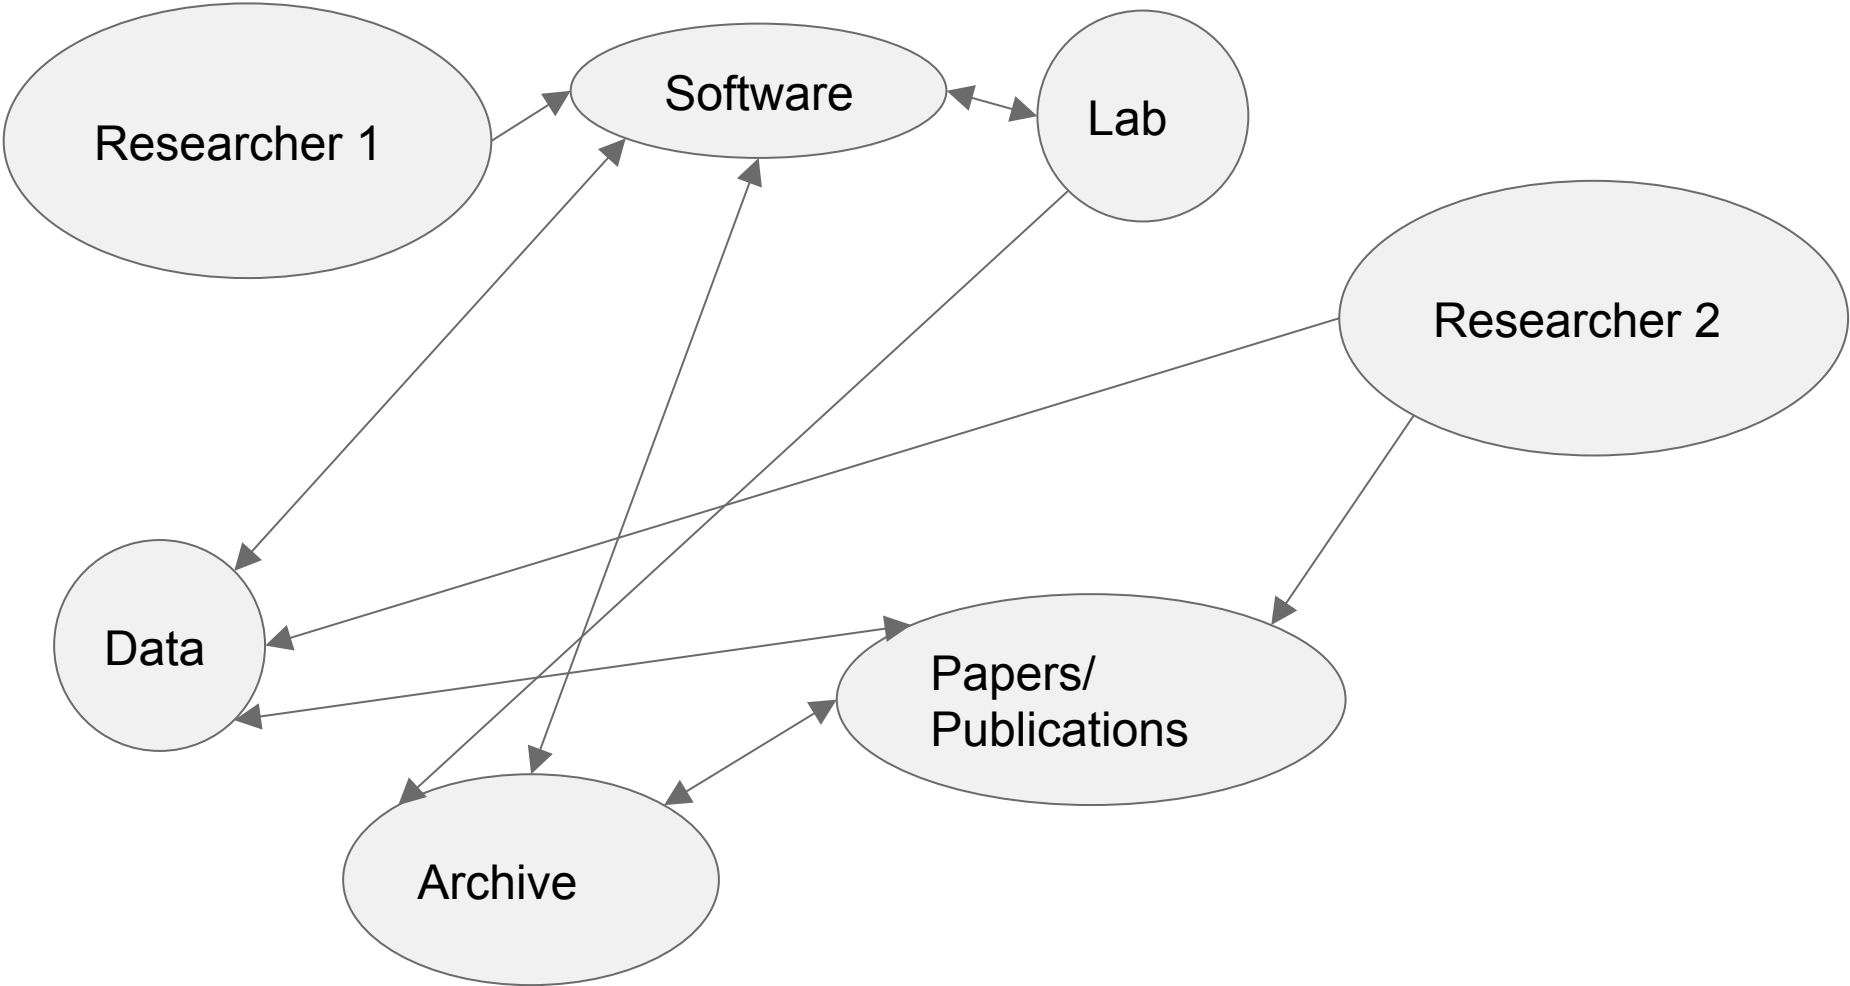 Researcher 1
Software
Lab
Researcher 2
Data
Papers/
Publications
Archive